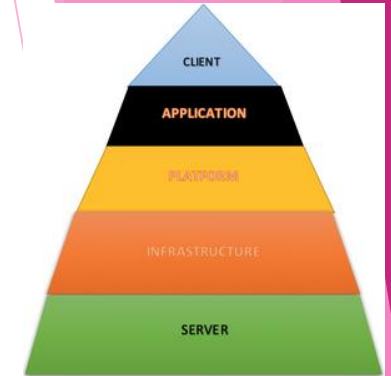 CLIENT
APPLICATION
PLATFORM
INFRASTRUCTURE
SERVER